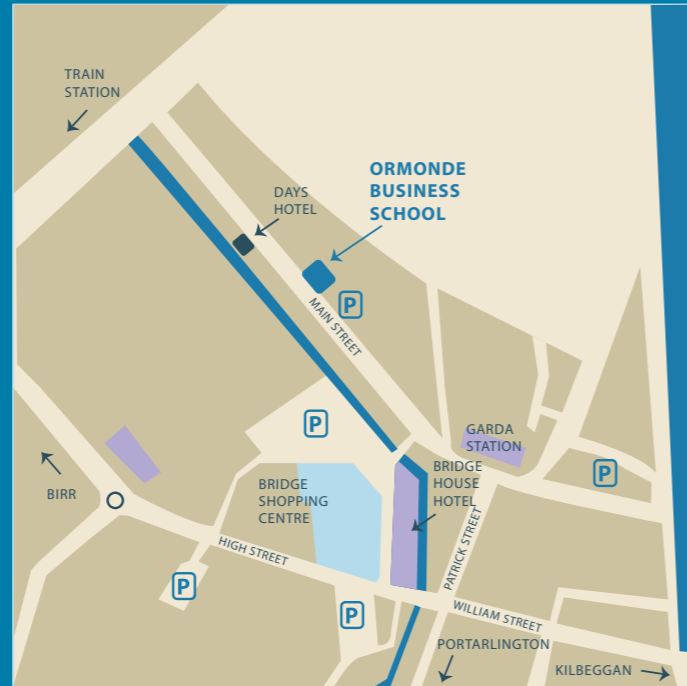 TRAIN
STATION
ORMONDE
BUSINESS
SCHOOL
DAYS
HOTEL
P
MAIN STREET
P
GARDA
STATION
BRIDGE
HOUSE
HOTEL
P
BRIDGE
SHOPPING
CENTRE
BIRR
PATRICK STREET
HIGH STREET
P
P
WILLIAM STREET
PORTARLINGTON
KILBEGGAN